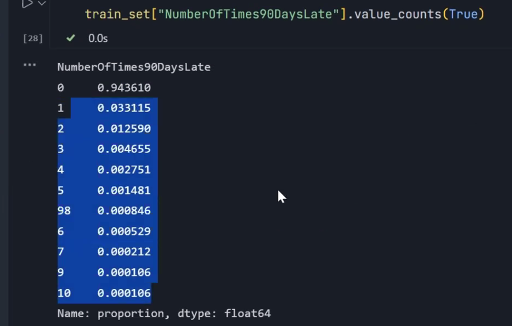 train_set["NumberOfTimes90DaysLate"].value_counts(True)
[28] 0.0s
NumberOfTimes90DaysLate
0 0.943610
1 0.033115
2 0.012590
3 0.004655
4 0.002751
5 0.001481
98 0.000846
6 0.000529
7 0.000212
9 0.000106
10 0.000106
Name: proportion, dtype: float64